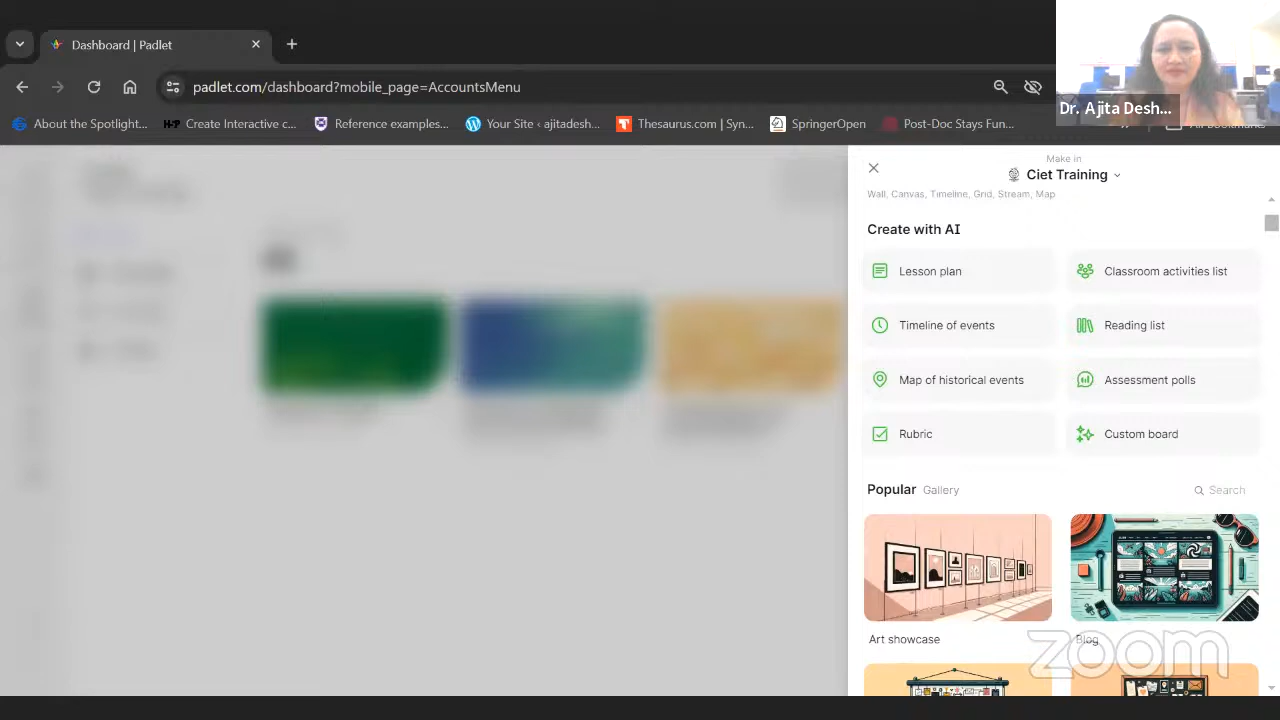 Dashboard | Padlet
padlet.com/dashboard?mobile_page=AccountsMenu
About the Spotlight... H5P Create Interactive c... Reference examples... Your Site ‹ ajitadesh... Thesaurus.com | Syn... SpringerOpen Post-Doc Stays Fun... All Bookmarks
Dr. Ajita Desh...
Make in
Ciet Training
Wall, Canvas, Timeline, Grid, Stream, Map
Create with AI
Lesson plan
Classroom activities list
Timeline of events
Reading list
Map of historical events
Assessment polls
Rubric
Custom board
Popular Gallery
Search
Art showcase
Blog
zoom